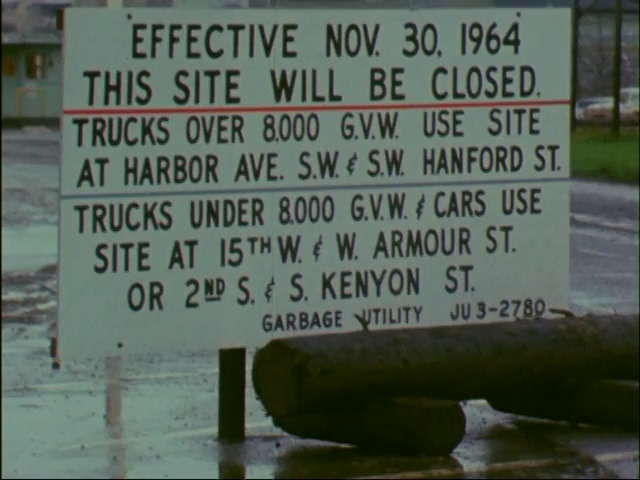 EFFECTIVE NOV. 30, 1964
THIS SITE WILL BE CLOSED.
TRUCKS OVER 8.000 G.V.W. USE SITE
AT HARBOR AVE. S.W. & S.W. HANFORD ST.
TRUCKS UNDER 8.000 G.V.W. & CARS USE
SITE AT 15TH W. & W. ARMOUR ST.
OR 2ND S. & S. KENYON ST.
GARBAGE UTILITY JU 3-2780